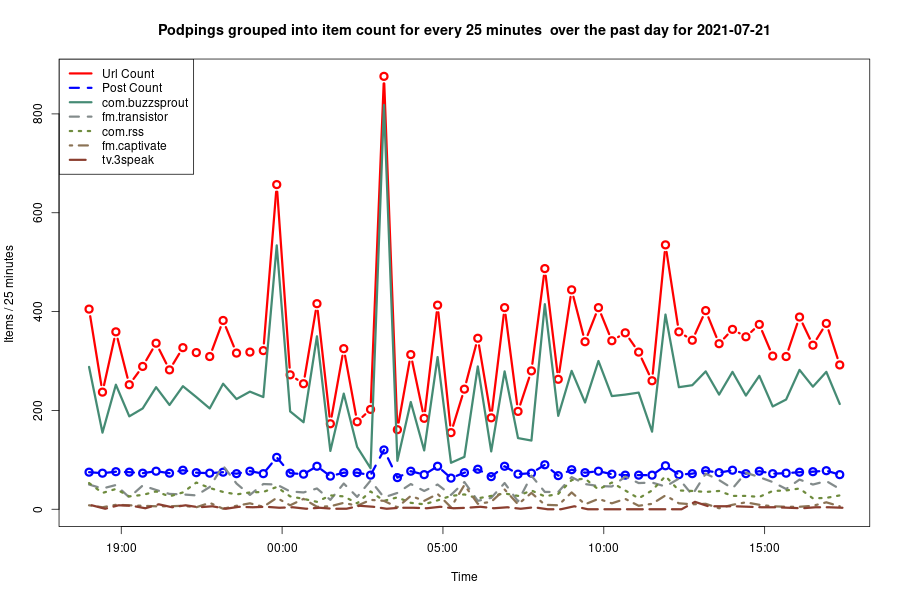 Podpings grouped into item count for every 25 minutes  over the past day for 2021-07-21
Url Count
Post Count
com.buzzsprout
fm.transistor
com.rss
fm.captivate
tv.3speak
Items / 25 minutes
800
600
400
200
0
19:00
00:00
05:00
10:00
15:00
Time